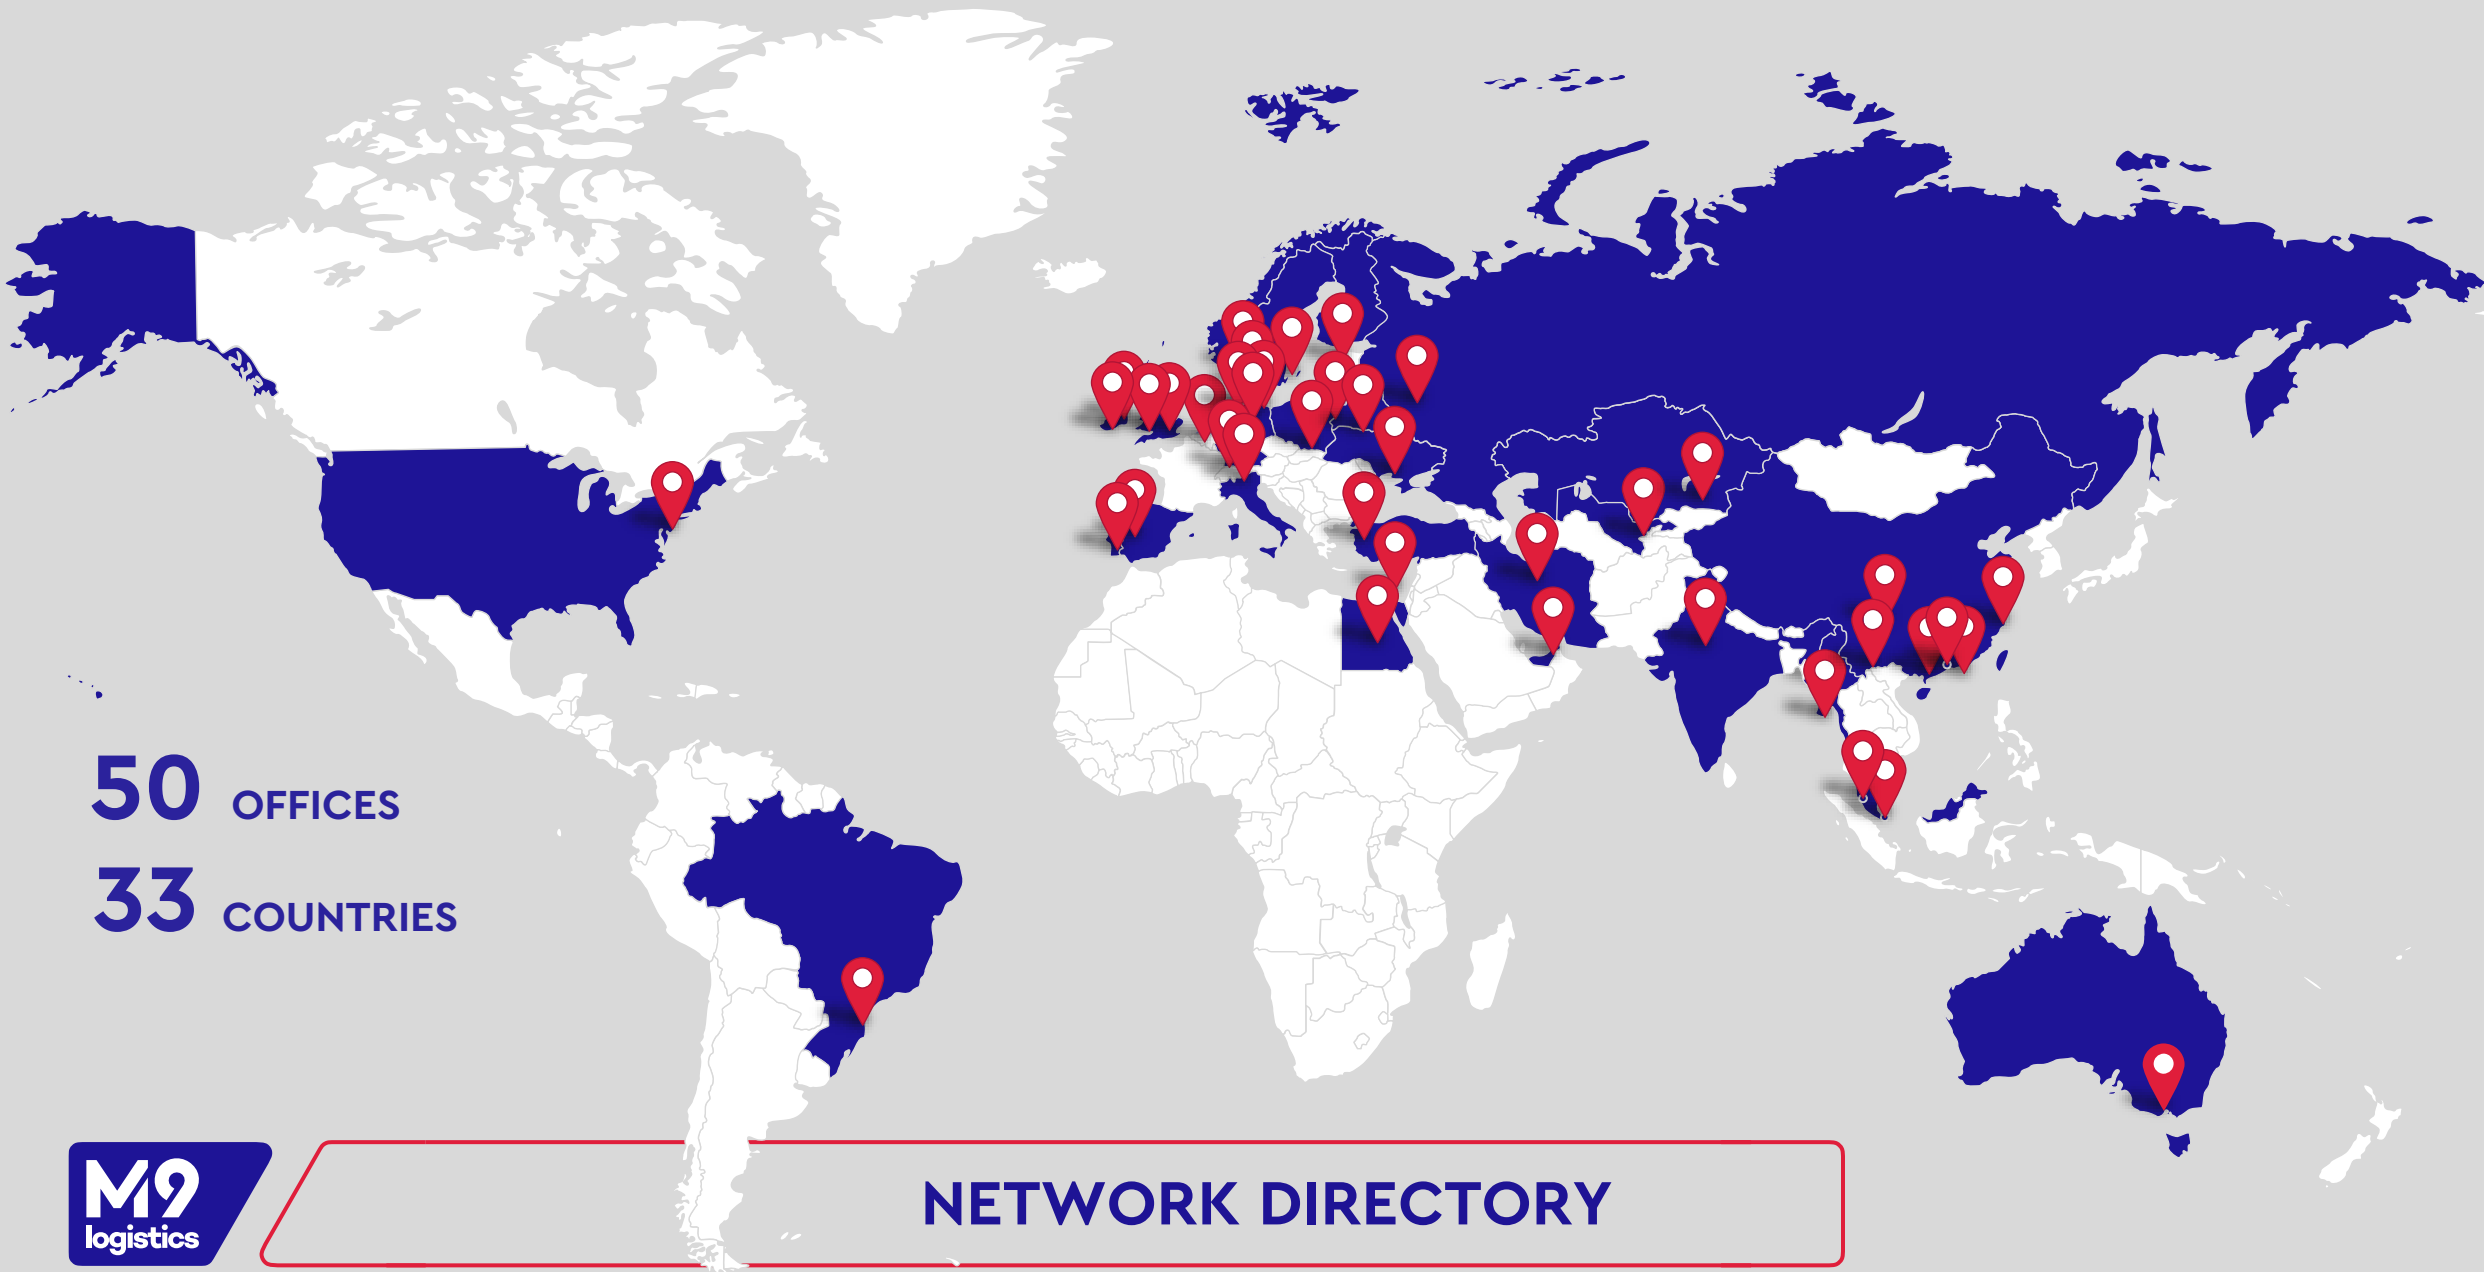 50 OFFICES
33 COUNTRIES
M9
logistics
NETWORK DIRECTORY